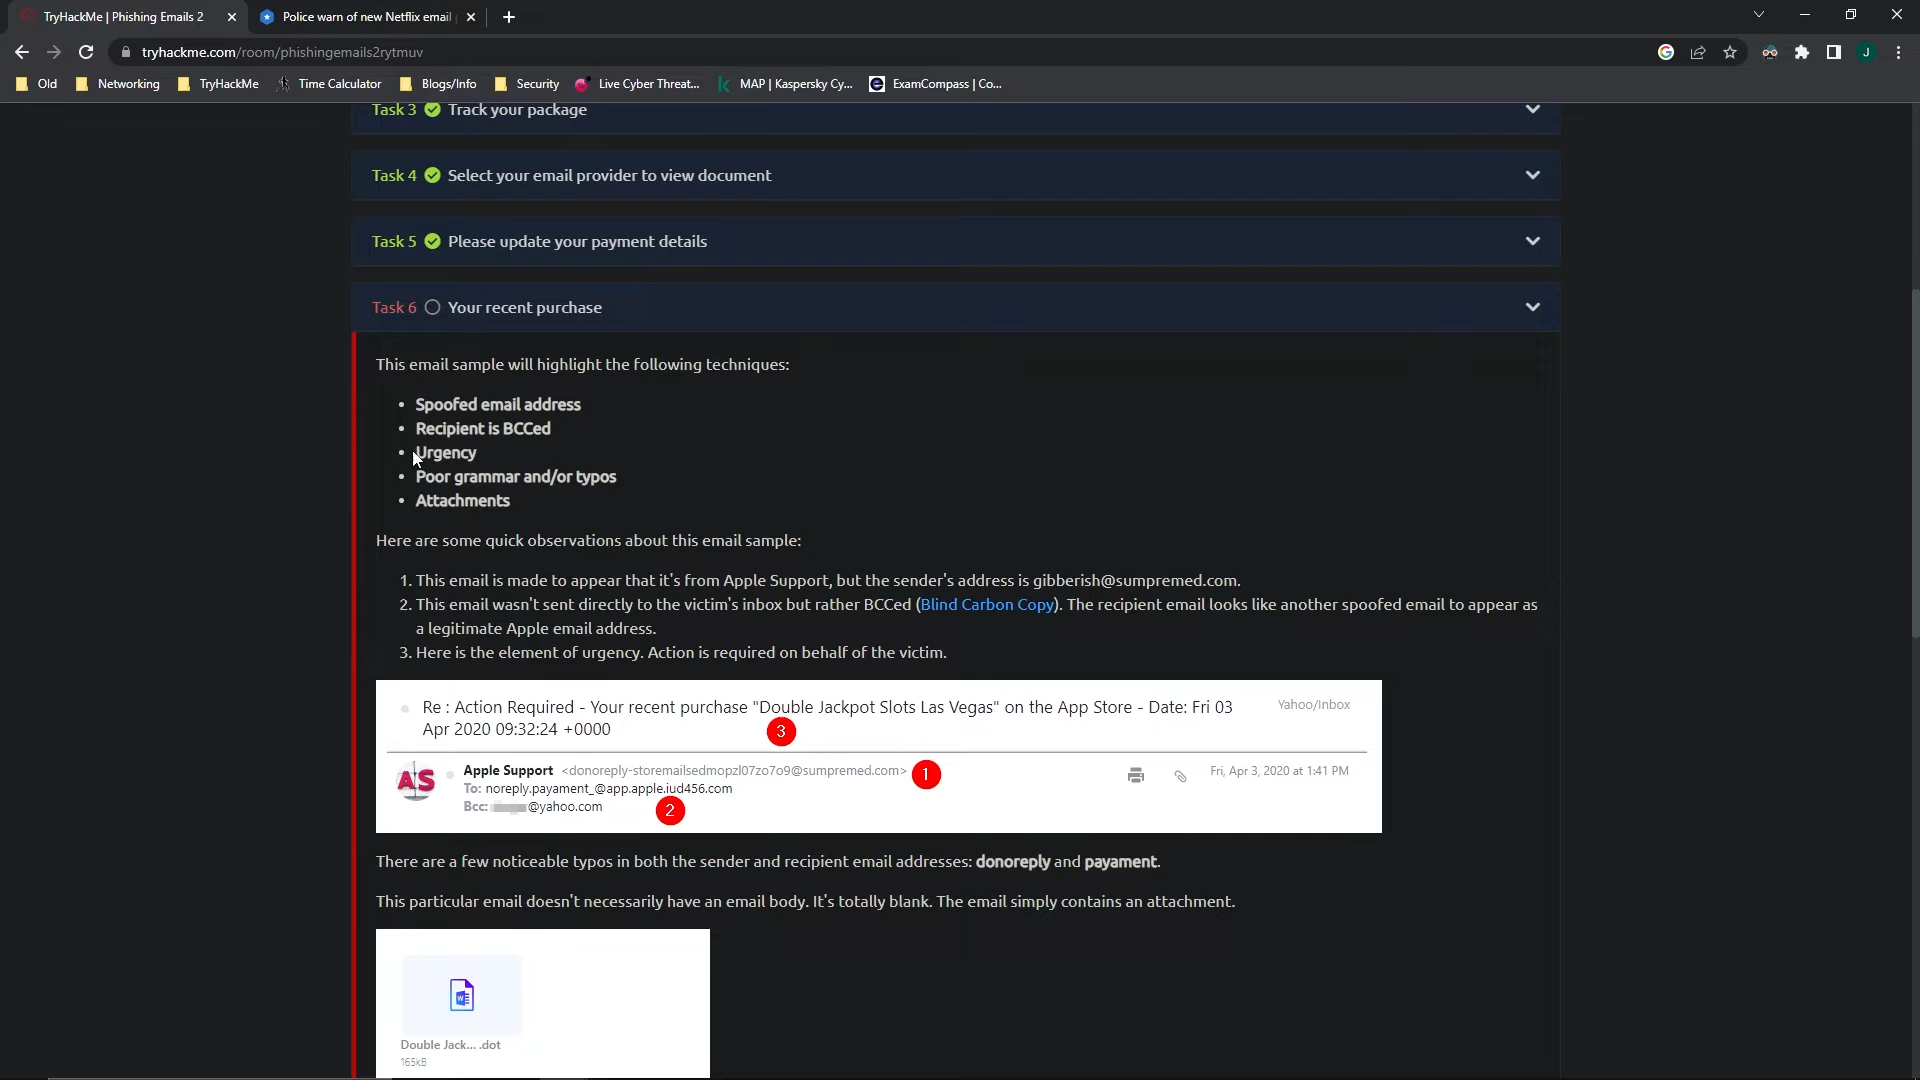 TryHackMe | Phishing Emails 2
Police warn of new Netflix email
tryhackme.com/room/phishingemails2rytmuv
J
Old
Networking
TryHackMe
Time Calculator
Blogs/Info
Security
Live Cyber Threat...
MAP | Kaspersky Cy...
ExamCompass | Co...
Task 3 Track your package
Task 4 Select your email provider to view document
Task 5 Please update your payment details
Task 6 Your recent purchase
This email sample will highlight the following techniques:
• Spoofed email address
• Recipient is BCCed
• Urgency
• Poor grammar and/or typos
• Attachments
Here are some quick observations about this email sample:
1. This email is made to appear that it's from Apple Support, but the sender's address is gibberish@sumpremed.com.
2. This email wasn't sent directly to the victim's inbox but rather BCCed (Blind Carbon Copy). The recipient email looks like another spoofed email to appear as
a legitimate Apple email address.
3. Here is the element of urgency. Action is required on behalf of the victim.
Re : Action Required - Your recent purchase "Double Jackpot Slots Las Vegas" on the App Store - Date: Fri 03
Yahoo/Inbox
Apr 2020 09:32:24 +0000
3
AS
Apple Support <donoreply-storemailsedmopzl07zo7o9@sumpremed.com>
1
Fri, Apr 3, 2020 at 1:41 PM
To: noreply.payament_@app.apple.iud456.com
Bcc: @yahoo.com
2
There are a few noticeable typos in both the sender and recipient email addresses: donoreply and payament.
This particular email doesn't necessarily have an email body. It's totally blank. The email simply contains an attachment.
Double Jack... .dot
165kB